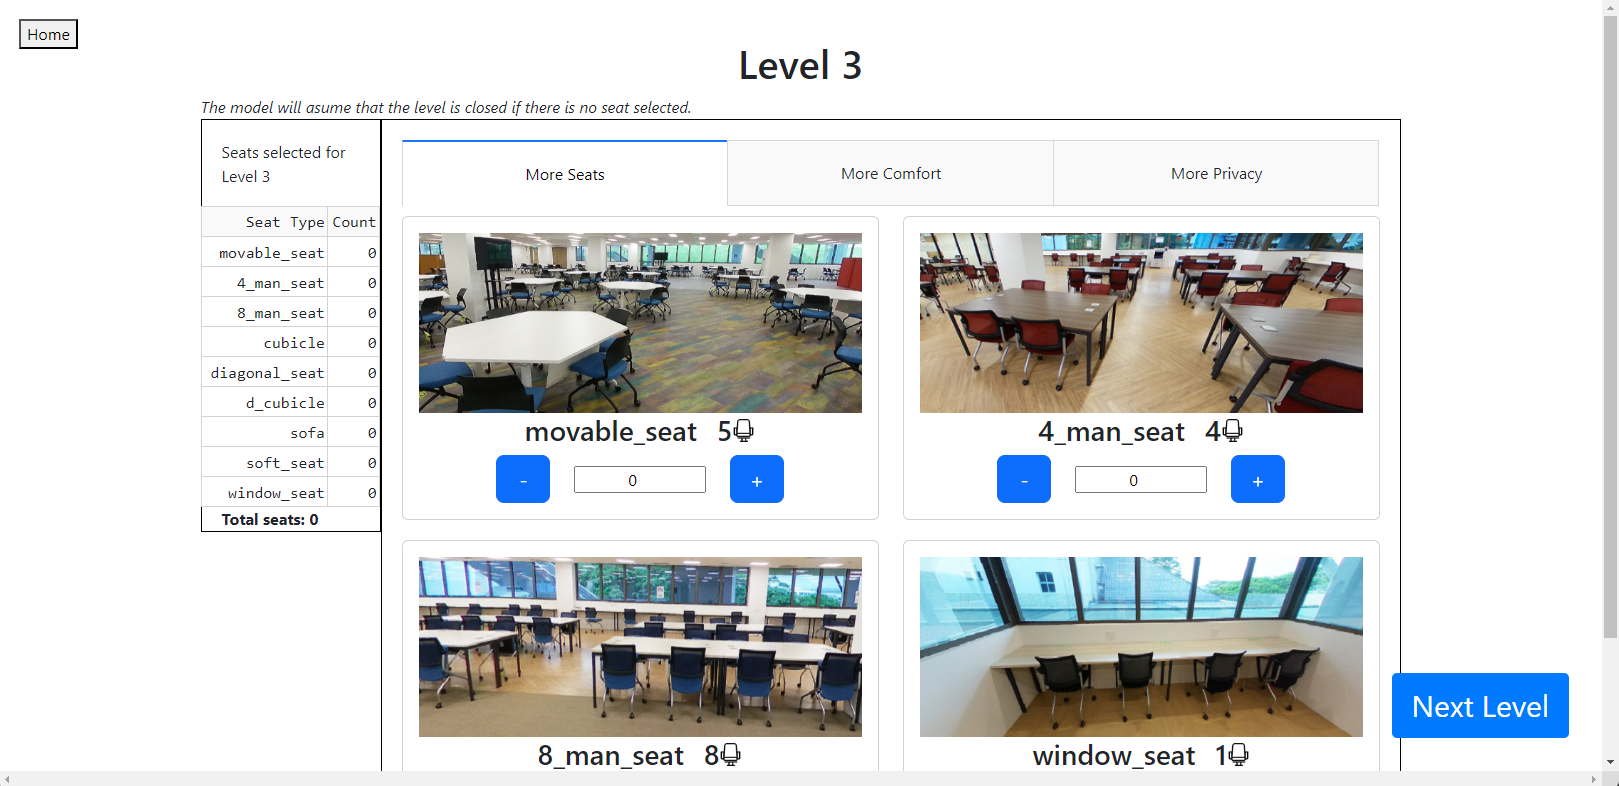 Home
Level 3
The model will asume that the level is closed if there is no seat selected.
Seats selected for
Level 3
Seat Type Count
movable_seat 0
4_man_seat 0
8_man_seat 0
cubicle 0
diagonal_seat 0
d_cubicle 0
sofa 0
soft_seat 0
window_seat 0
Total seats: 0
More Seats More Comfort More Privacy
movable_seat 5
- 0 +
4_man_seat 4
- 0 +
8_man_seat 8
window_seat 1
Next Level